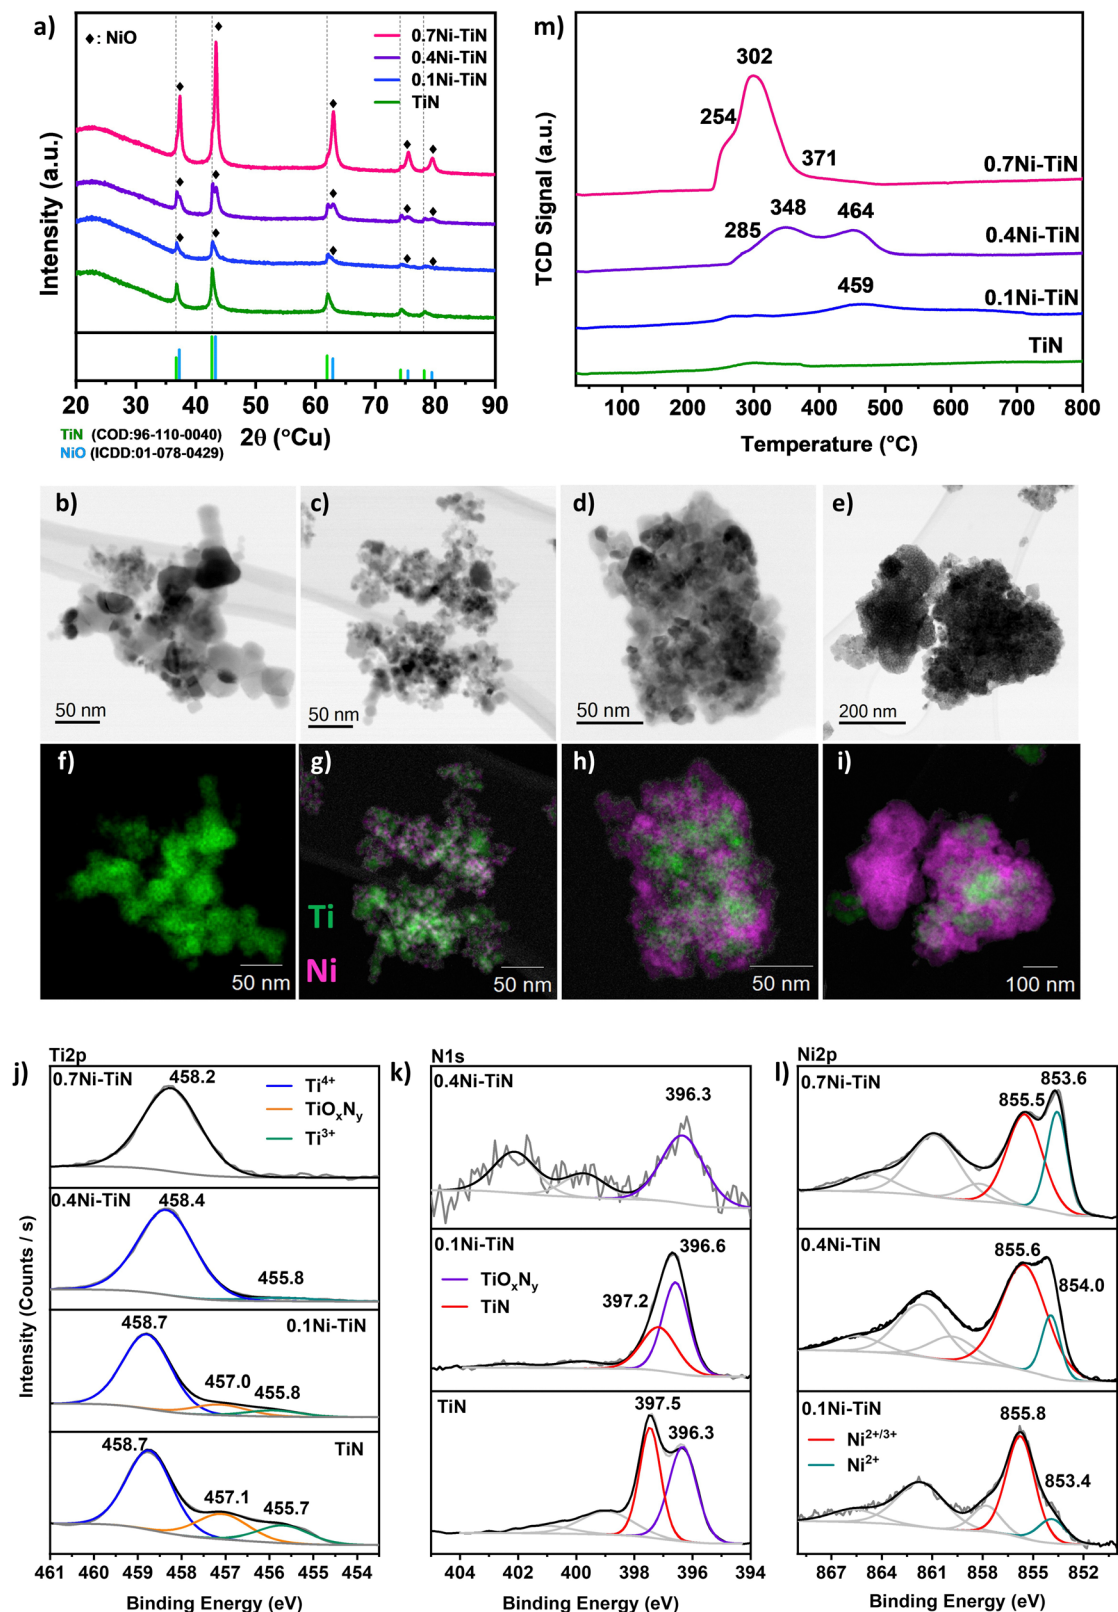 a)
◆: NiO
0.7Ni-TiN
0.4Ni-TiN
0.1Ni-TiN
TiN
Intensity (a.u.)
20 30 40 50 60 70 80 90
TiN (COD:96-110-0040)
NiO (ICDD:01-078-0429)
2θ (°Cu)
m)
302
254
371
0.7Ni-TiN
348
464
285
0.4Ni-TiN
459
0.1Ni-TiN
TiN
TCD Signal (a.u.)
100 200 300 400 500 600 700 800
Temperature (°C)
b)
50 nm
c)
50 nm
d)
50 nm
e)
200 nm
f)
50 nm
g)
Ti
Ni
50 nm
h)
50 nm
i)
100 nm
j)
Ti2p
0.7Ni-TiN
458.2
Ti4+
TiOxNy
Ti3+
0.4Ni-TiN
458.4
455.8
0.1Ni-TiN
458.7
457.0
455.8
TiN
458.7
457.1
455.7
Intensity (Counts / s)
461 460 459 458 457 456 455 454
Binding Energy (eV)
k)
N1s
0.4Ni-TiN
396.3
0.1Ni-TiN
396.6
TiOxNy
TiN
397.2
TiN
397.5
396.3
404 402 400 398 396 394
Binding Energy (eV)
l)
Ni2p
0.7Ni-TiN
853.6
855.5
0.4Ni-TiN
855.6
854.0
0.1Ni-TiN
855.8
Ni2+/3+
Ni2+
853.4
867 864 861 858 855 852
Binding Energy (eV)